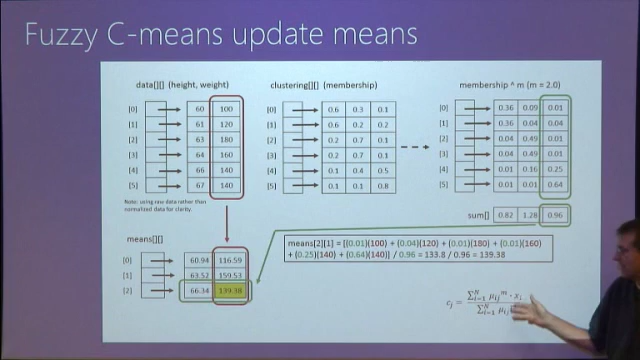 Fuzzy C-means update means
data[][] (height, weight)
[0] 60 100
[1] 61 120
[2] 63 180
[3] 64 160
[4] 66 140
[5] 67 140
Note: using raw data rather than
normalized data for clarity.
clustering[][] (membership)
[0] 0.6 0.3 0.1
[1] 0.6 0.2 0.2
[2] 0.2 0.7 0.1
[3] 0.2 0.7 0.1
[4] 0.1 0.4 0.5
[5] 0.1 0.1 0.8
membership ^ m (m = 2.0)
[0] 0.36 0.09 0.01
[1] 0.36 0.04 0.04
[2] 0.04 0.49 0.01
[3] 0.04 0.49 0.01
[4] 0.01 0.16 0.25
[5] 0.01 0.01 0.64
sum[] 0.82 1.28 0.96
means[][]
[0] 60.94 116.59
[1] 63.52 159.53
[2] 66.34 139.38
means[2][1] = [(0.01)(100) + (0.04)(120) + (0.01)(180) + (0.01)(160)
+ (0.25)(140) + (0.64)(140)] / 0.96 = 133.8 / 0.96 = 139.38